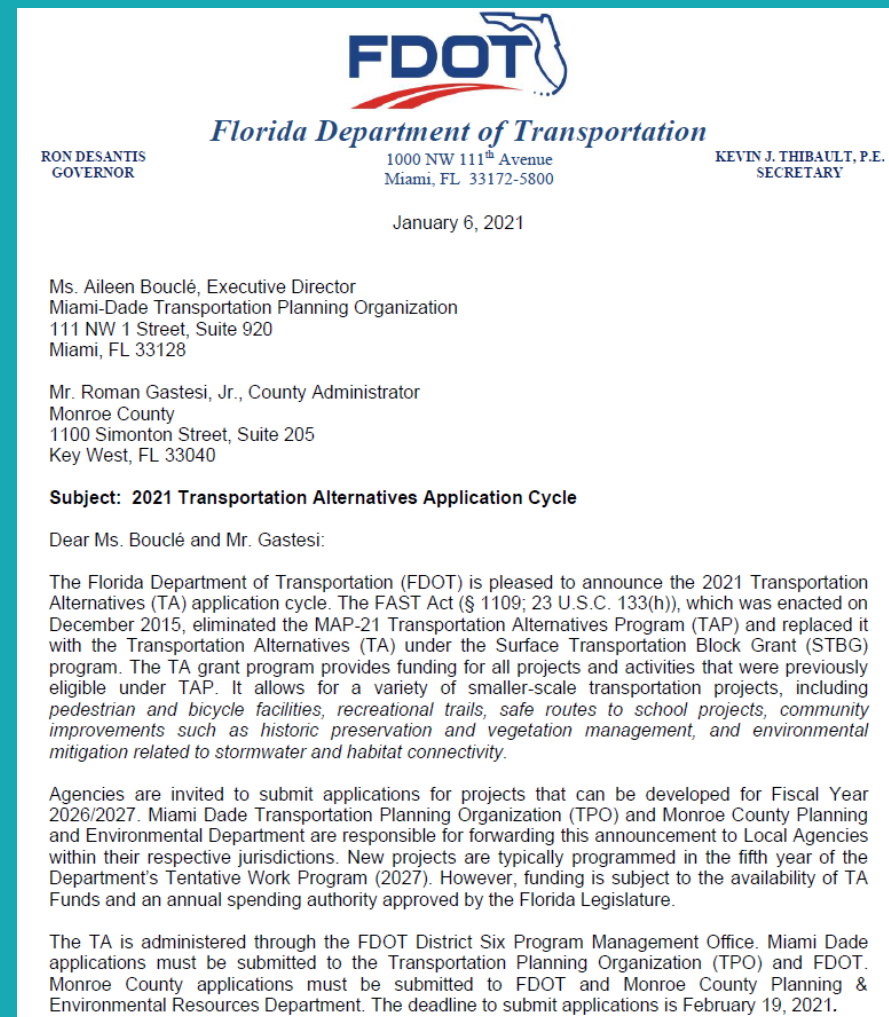 FDOT
Florida Department of Transportation
RON DESANTIS
GOVERNOR
1000 NW 111th Avenue
Miami, FL 33172-5800
KEVIN J. THIBAULT, P.E.
SECRETARY
January 6, 2021
Ms. Aileen Bouclé, Executive Director
Miami-Dade Transportation Planning Organization
111 NW 1 Street, Suite 920
Miami, FL 33128
Mr. Roman Gastesi, Jr., County Administrator
Monroe County
1100 Simonton Street, Suite 205
Key West, FL 33040
Subject: 2021 Transportation Alternatives Application Cycle
Dear Ms. Bouclé and Mr. Gastesi:
The Florida Department of Transportation (FDOT) is pleased to announce the 2021 Transportation
Alternatives (TA) application cycle. The FAST Act (§ 1109; 23 U.S.C. 133(h)), which was enacted on
December 2015, eliminated the MAP-21 Transportation Alternatives Program (TAP) and replaced it
with the Transportation Alternatives (TA) under the Surface Transportation Block Grant (STBG)
program. The TA grant program provides funding for all projects and activities that were previously
eligible under TAP. It allows for a variety of smaller-scale transportation projects, including
pedestrian and bicycle facilities, recreational trails, safe routes to school projects, community
improvements such as historic preservation and vegetation management, and environmental
mitigation related to stormwater and habitat connectivity.
Agencies are invited to submit applications for projects that can be developed for Fiscal Year
2026/2027. Miami Dade Transportation Planning Organization (TPO) and Monroe County Planning
and Environmental Department are responsible for forwarding this announcement to Local Agencies
within their respective jurisdictions. New projects are typically programmed in the fifth year of the
Department's Tentative Work Program (2027). However, funding is subject to the availability of TA
Funds and an annual spending authority approved by the Florida Legislature.
The TA is administered through the FDOT District Six Program Management Office. Miami Dade
applications must be submitted to the Transportation Planning Organization (TPO) and FDOT.
Monroe County applications must be submitted to FDOT and Monroe County Planning &
Environmental Resources Department. The deadline to submit applications is February 19, 2021.